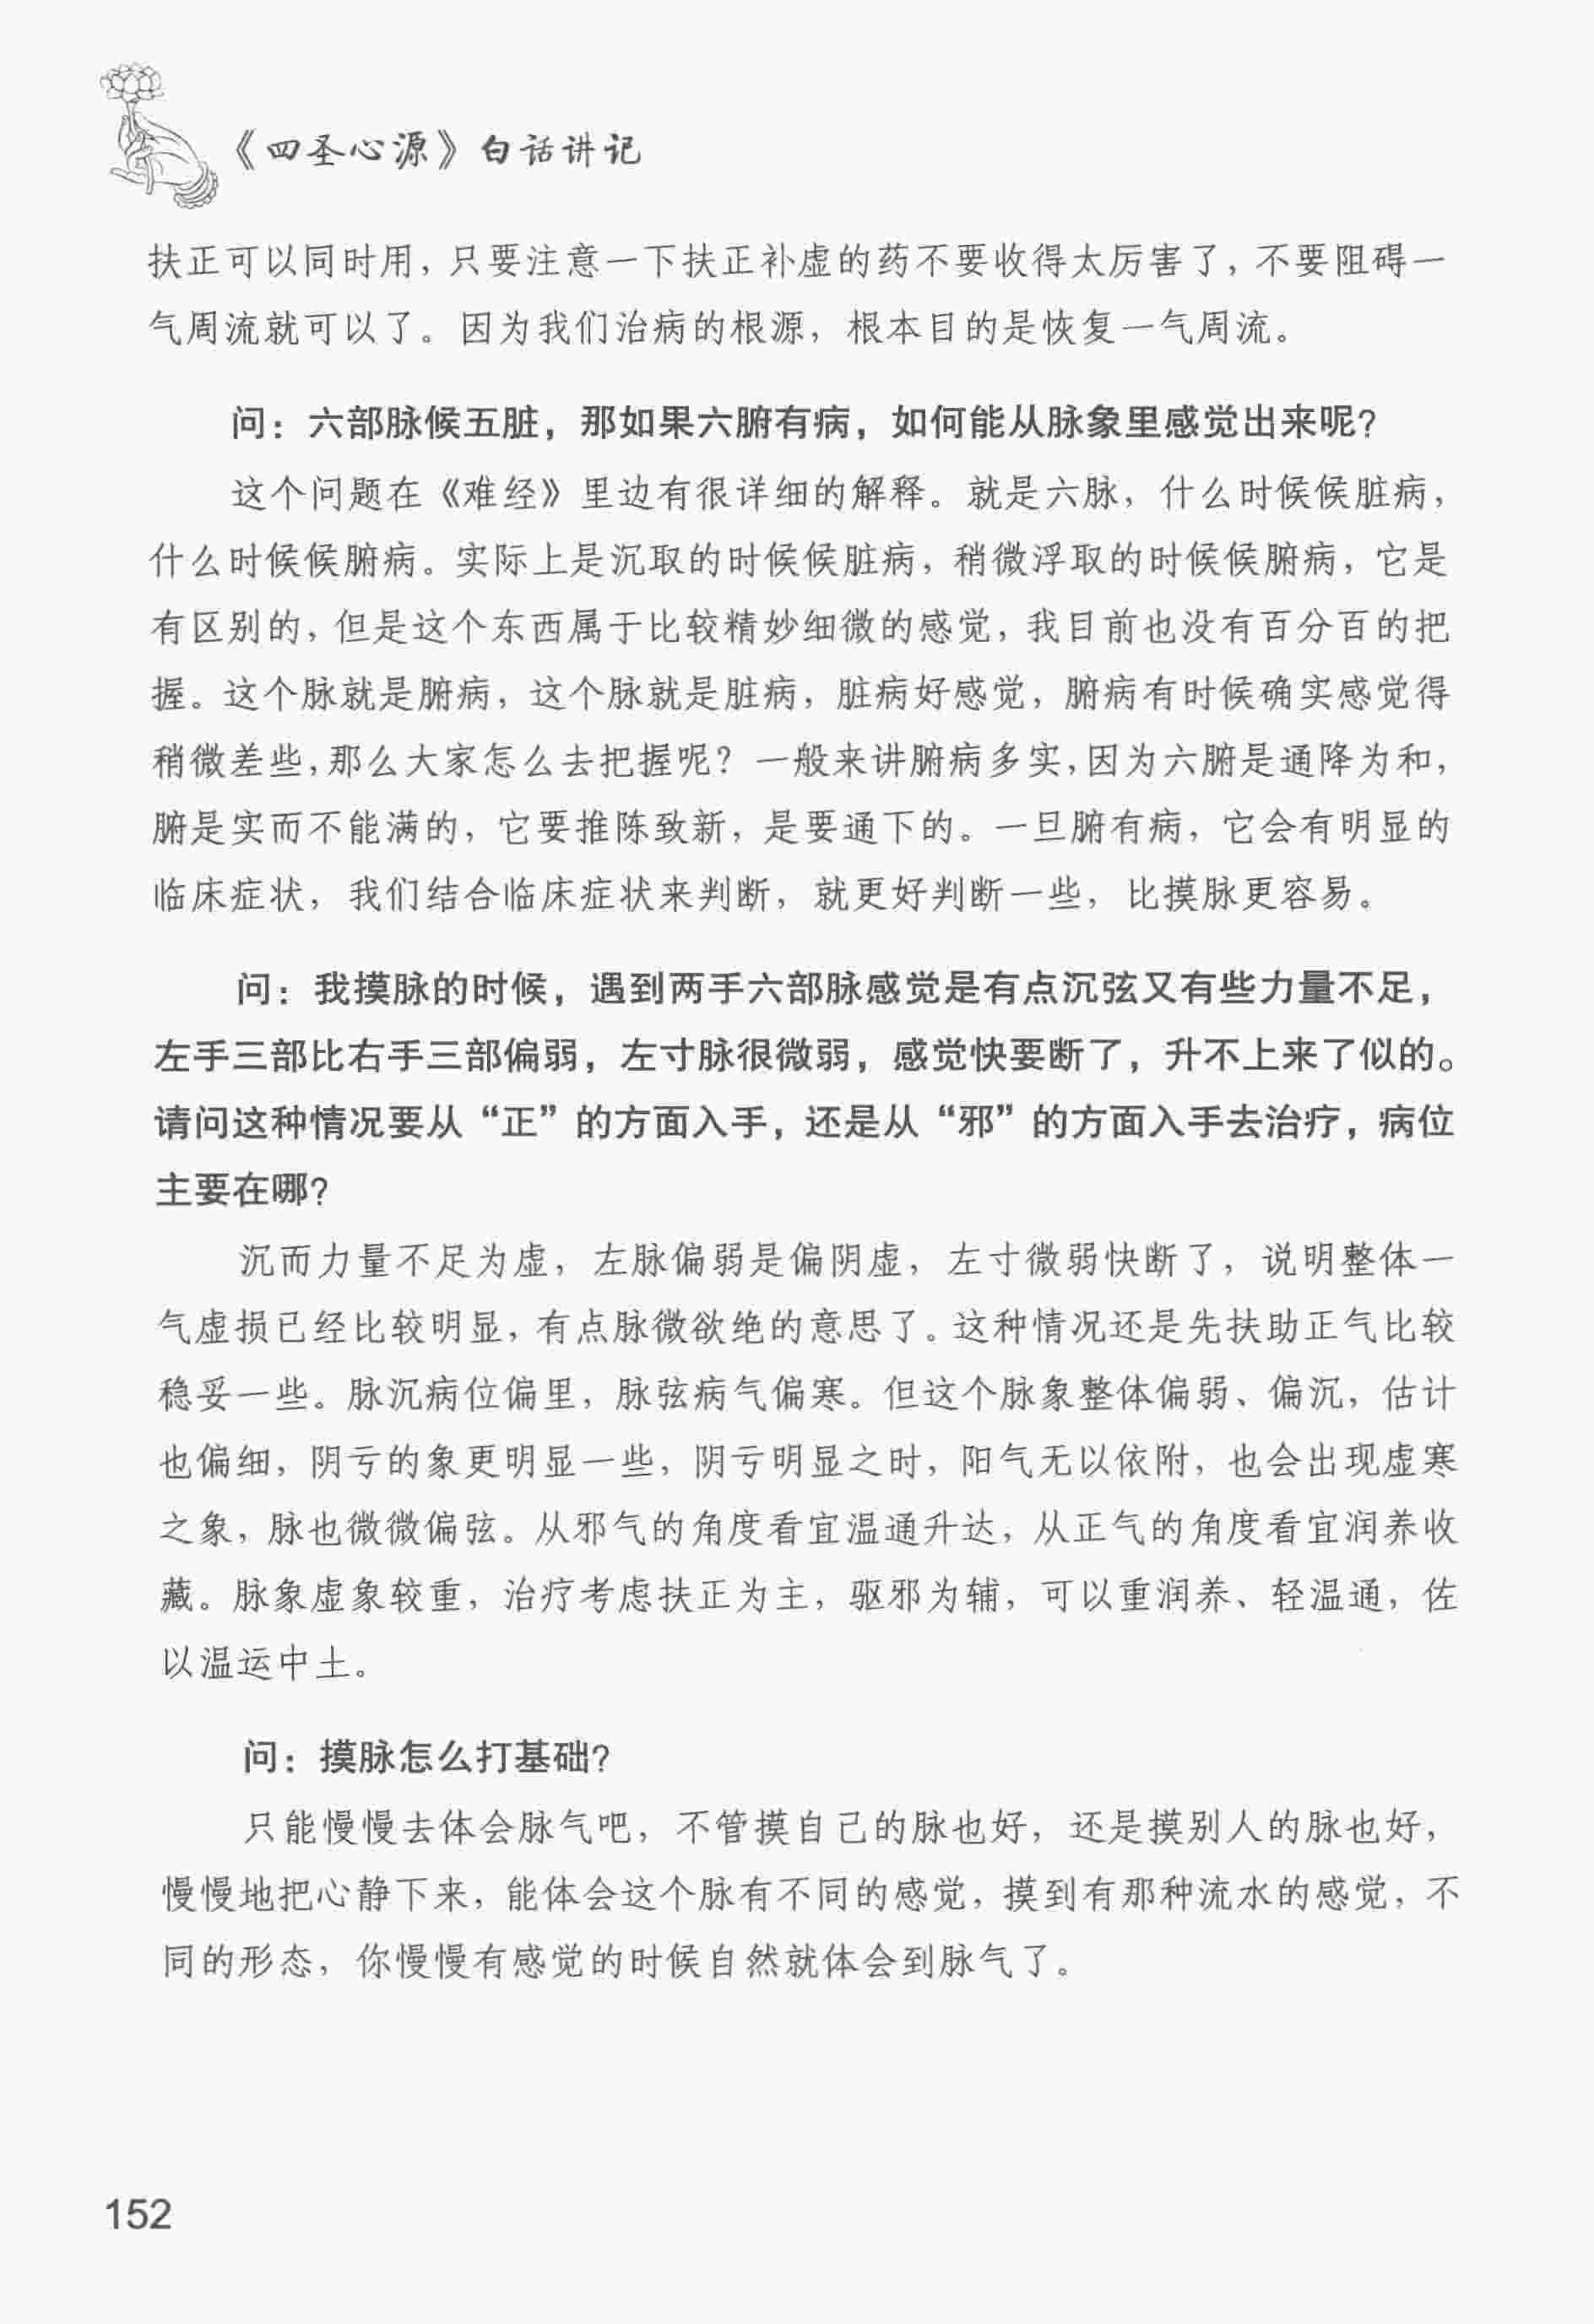 《四圣心源》白话讲记
扶正可以同时用，只要注意一下扶正补虚的药不要收得太厉害了，不要阻碍一
气周流就可以了。因为我们治病的根源，根本目的是恢复一气周流。
问：六部脉候五脏，那如果六腑有病，如何能从脉象里感觉出来呢？
这个问题在《难经》里边有很详细的解释。就是六脉，什么时候候脏病，
什么时候候腑病。实际上是沉取的时候候脏病，稍微浮取的时候候腑病，它是
有区别的，但是这个东西属于比较精妙细微的感觉，我目前也没有百分百的把
握。这个脉就是腑病，这个脉就是脏病，脏病好感觉，腑病有时候确实感觉得
稍微差些，那么大家怎么去把握呢？一般来讲腑病多实，因为六腑是通降为和，
腑是实而不能满的，它要推陈致新，是要通下的。一旦腑有病，它会有明显的
临床症状，我们结合临床症状来判断，就更好判断一些，比摸脉更容易。
问：我摸脉的时候，遇到两手六部脉感觉是有点沉弦又有些力量不足，
左手三部比右手三部偏弱，左寸脉很微弱，感觉快要断了，升不上来了似的。
请问这种情况要从“正”的方面入手，还是从“邪”的方面入手去治疗，病位
主要在哪？
沉而力量不足为虚，左脉偏弱是偏阴虚，左寸微弱快断了，说明整体一
气虚损已经比较明显，有点脉微欲绝的意思了。这种情况还是先扶助正气比较
稳妥一些。脉沉病位偏里，脉弦病气偏寒。但这个脉象整体偏弱、偏沉，估计
也偏细，阴亏的象更明显一些，阴亏明显之时，阳气无以依附，也会出现虚寒
之象，脉也微微偏弦。从邪气的角度看宜温通升达，从正气的角度看宜润养收
藏。脉象虚象较重，治疗考虑扶正为主，驱邪为辅，可以重润养、轻温通，佐
以温运中土。
问：摸脉怎么打基础？
只能慢慢去体会脉气吧，不管摸自己的脉也好，还是摸别人的脉也好，
慢慢地把心静下来，能体会这个脉有不同的感觉，摸到有那种流水的感觉，不
同的形态，你慢慢有感觉的时候自然就体会到脉气了。
152